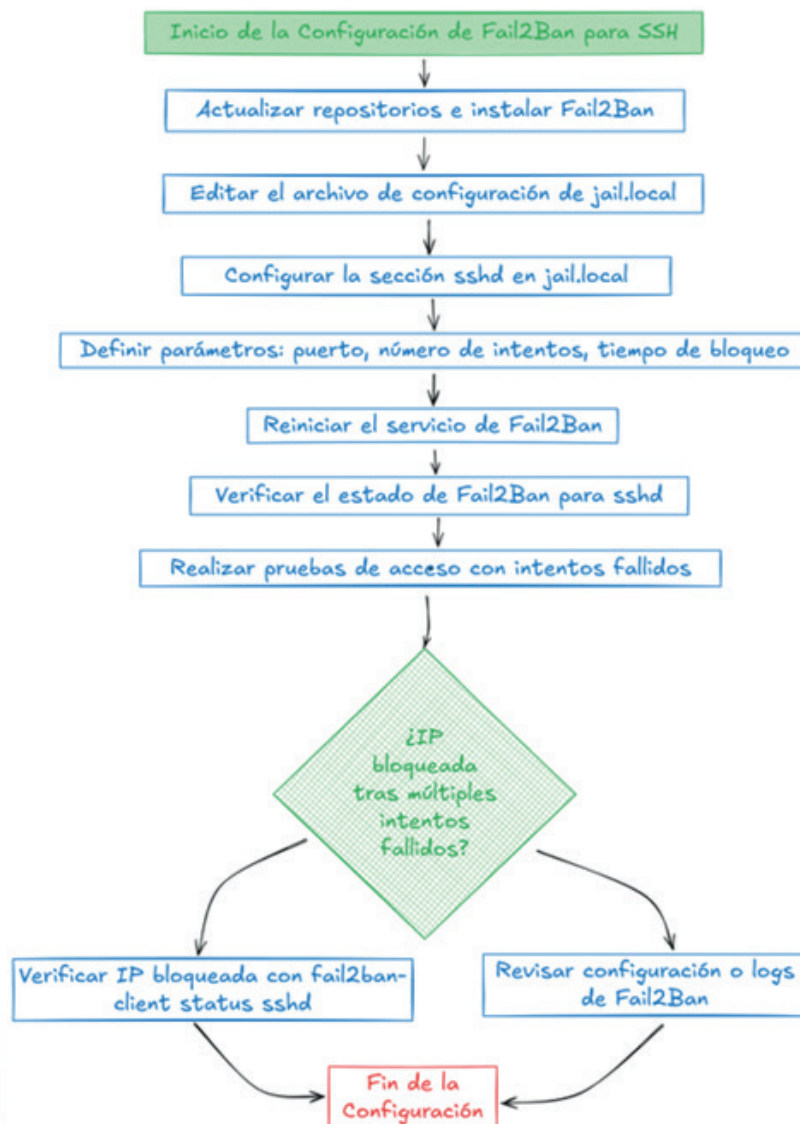 Inicio de la Configuración de Fail2Ban para SSH
Actualizar repositorios e instalar Fail2Ban
Editar el archivo de configuración de jail.local
Configurar la sección sshd en jail.local
Definir parámetros: puerto, número de intentos, tiempo de bloqueo
Reiniciar el servicio de Fail2Ban
Verificar el estado de Fail2Ban para sshd
Realizar pruebas de acceso con intentos fallidos
¿IP
bloqueada
tras múltiples
intentos
fallidos?
Verificar IP bloqueada con fail2ban-
client status sshd
Revisar configuración o logs
de Fail2Ban
Fin de la
Configuración